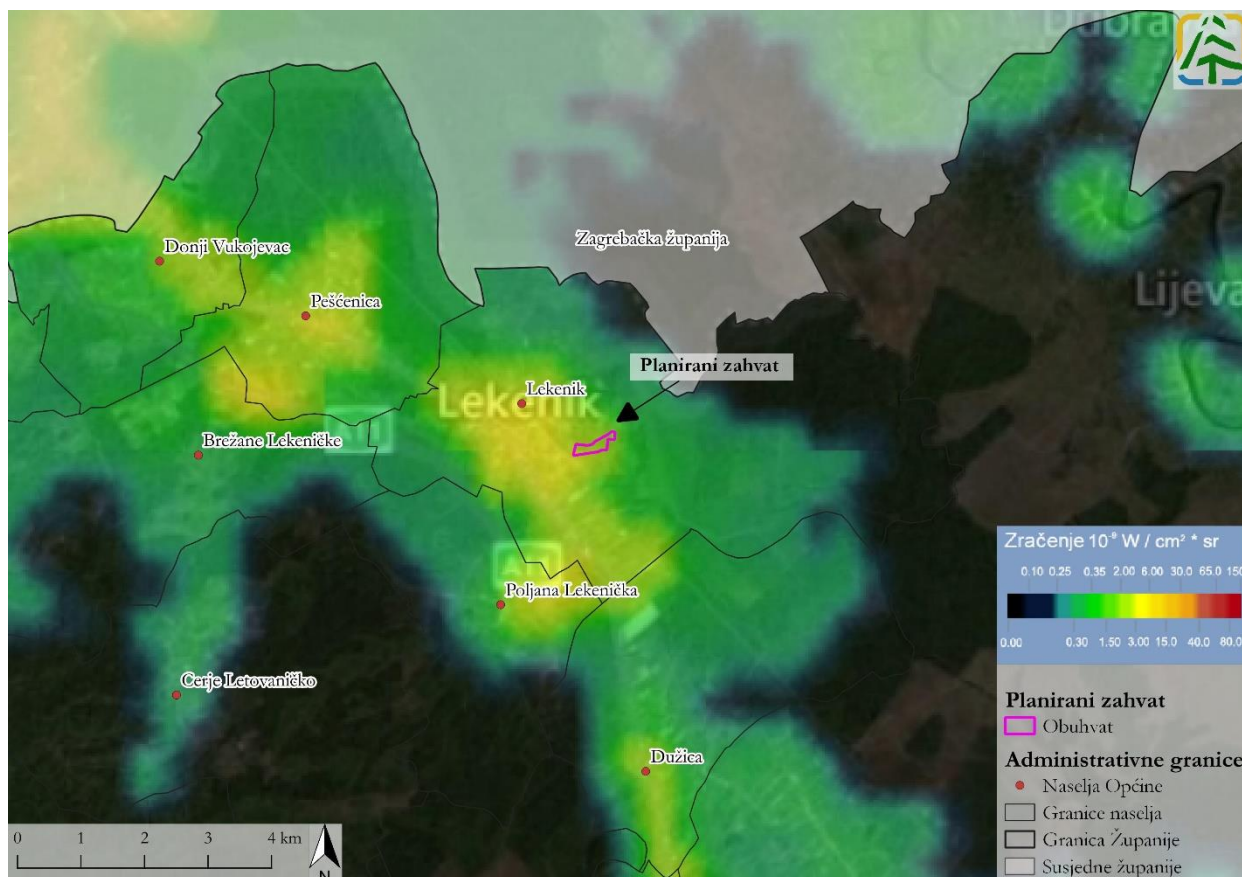 Zagrebačka županija
Donji Vukojevac
Pešćenica
Planirani zahvat
Lekenik
Lekenik
Brežane Lekeničke
Poljana Lekenička
Cerje Letovaničko
Dužica
Lijeva
Zračenje 10⁻⁹ W / cm² * sr
0.10 0.25 0.35 2.00 6.00 30.0 65.0 150
0.00 0.30 1.50 3.00 15.0 40.0 80.0
Planirani zahvat
Obuhvat
Administrativne granice
Naselja Općine
Granice naselja
Granica Županije
Susjedne županije
0 1 2 4 km
N